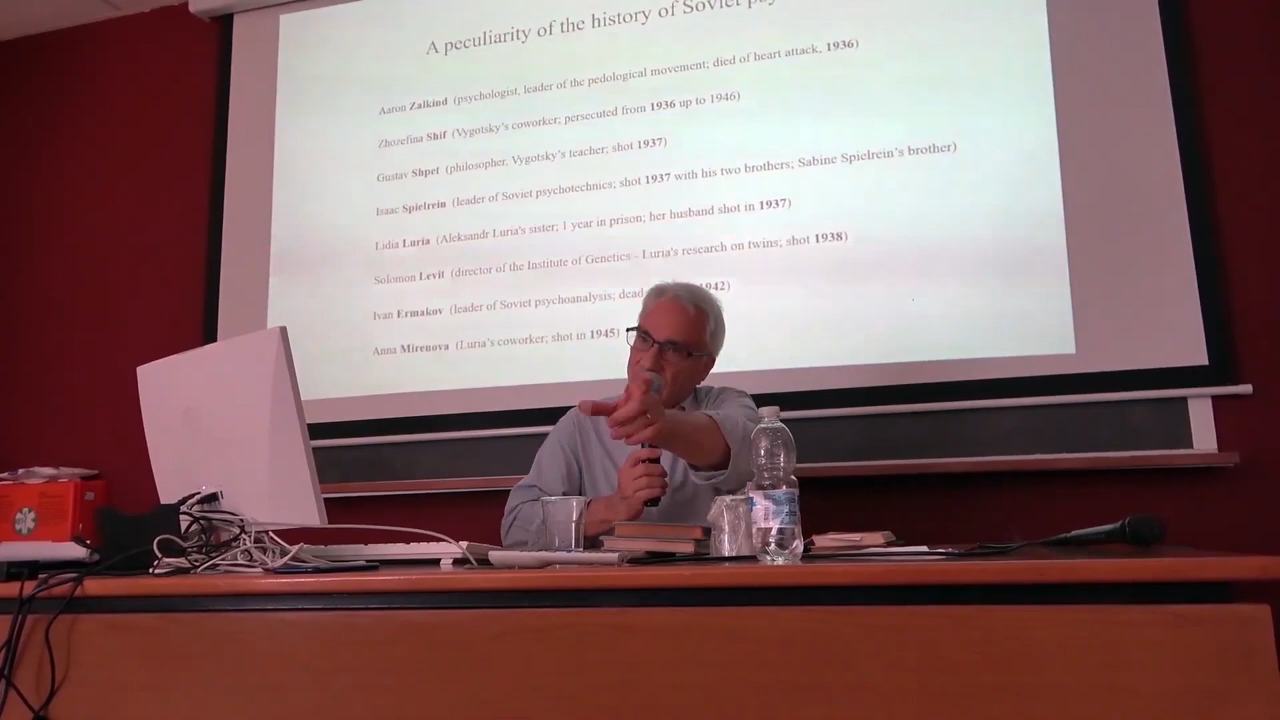 A peculiarity of the history of Soviet
Aaron Zalkind (psychologist, leader of the pedological movement; died of heart attack, 1936)
Zhozefina Shif (Vygotsky's coworker; persecuted from 1936 up to 1946)
Gustav Shpet (philosopher, Vygotsky's teacher; shot 1937)
Isaac Spielrein (leader of Soviet psychotechnics; shot 1937 with his two brothers; Sabine Spielrein's brother)
Lidia Luria (Aleksandr Luria's sister; 1 year in prison; her husband shot in 1937)
Solomon Levit (director of the Institute of Genetics - Luria's research on twins; shot 1938)
Ivan Ermakov (leader of Soviet psychoanalysis; dead 1942)
Anna Mirenova (Luria's coworker; shot in 1945)